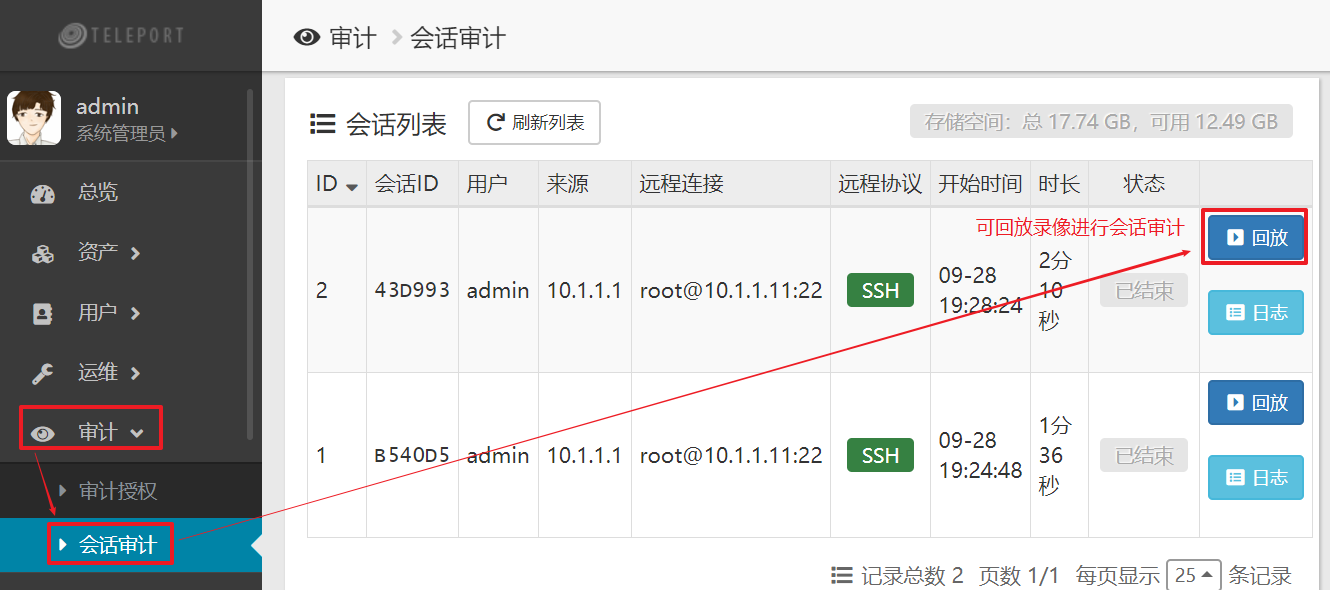 TELEPORT
admin
系统管理员
总览
资产
用户
运维
审计
审计授权
会话审计
审计 > 会话审计
会话列表 刷新列表 存储空间：总 17.74 GB，可用 12.49 GB
ID 会话ID 用户 来源 远程连接 远程协议 开始时间 时长 状态
可回放录像进行会话审计
2 43D993 admin 10.1.1.1 root@10.1.1.11:22 SSH 09-28 19:28:24 2分10秒 已结束 回放 日志
1 B540D5 admin 10.1.1.1 root@10.1.1.11:22 SSH 09-28 19:24:48 1分36秒 已结束 回放 日志
记录总数 2 页数 1/1 每页显示 25 条记录